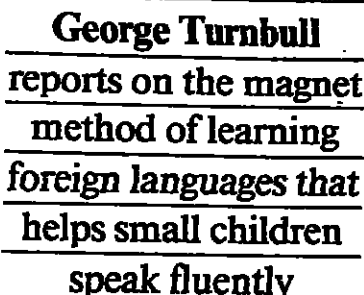 George Turnbull
reports on the magnet
method of learning
foreign languages that
helps small children
speak fluently